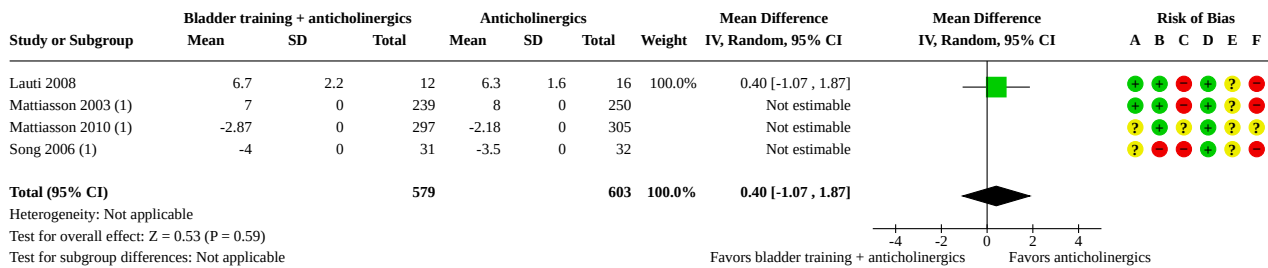 Bladder training + anticholinergics Anticholinergics Mean Difference Mean Difference Risk of Bias
Study or Subgroup Mean SD Total Mean SD Total Weight IV, Random, 95% CI IV, Random, 95% CI A B C D E F
Lauti 2008 6.7 2.2 12 6.3 1.6 16 100.0% 0.40 [-1.07 , 1.87] + + − + ? −
Mattiasson 2003 (1) 7 0 239 8 0 250 Not estimable + + − + ? −
Mattiasson 2010 (1) -2.87 0 297 -2.18 0 305 Not estimable ? + ? + ? ?
Song 2006 (1) -4 0 31 -3.5 0 32 Not estimable ? − − + ? −
Total (95% CI) 579 603 100.0% 0.40 [-1.07 , 1.87]
Heterogeneity: Not applicable
Test for overall effect: Z = 0.53 (P = 0.59) -4 -2 0 2 4
Test for subgroup differences: Not applicable Favors bladder training + anticholinergics Favors anticholinergics